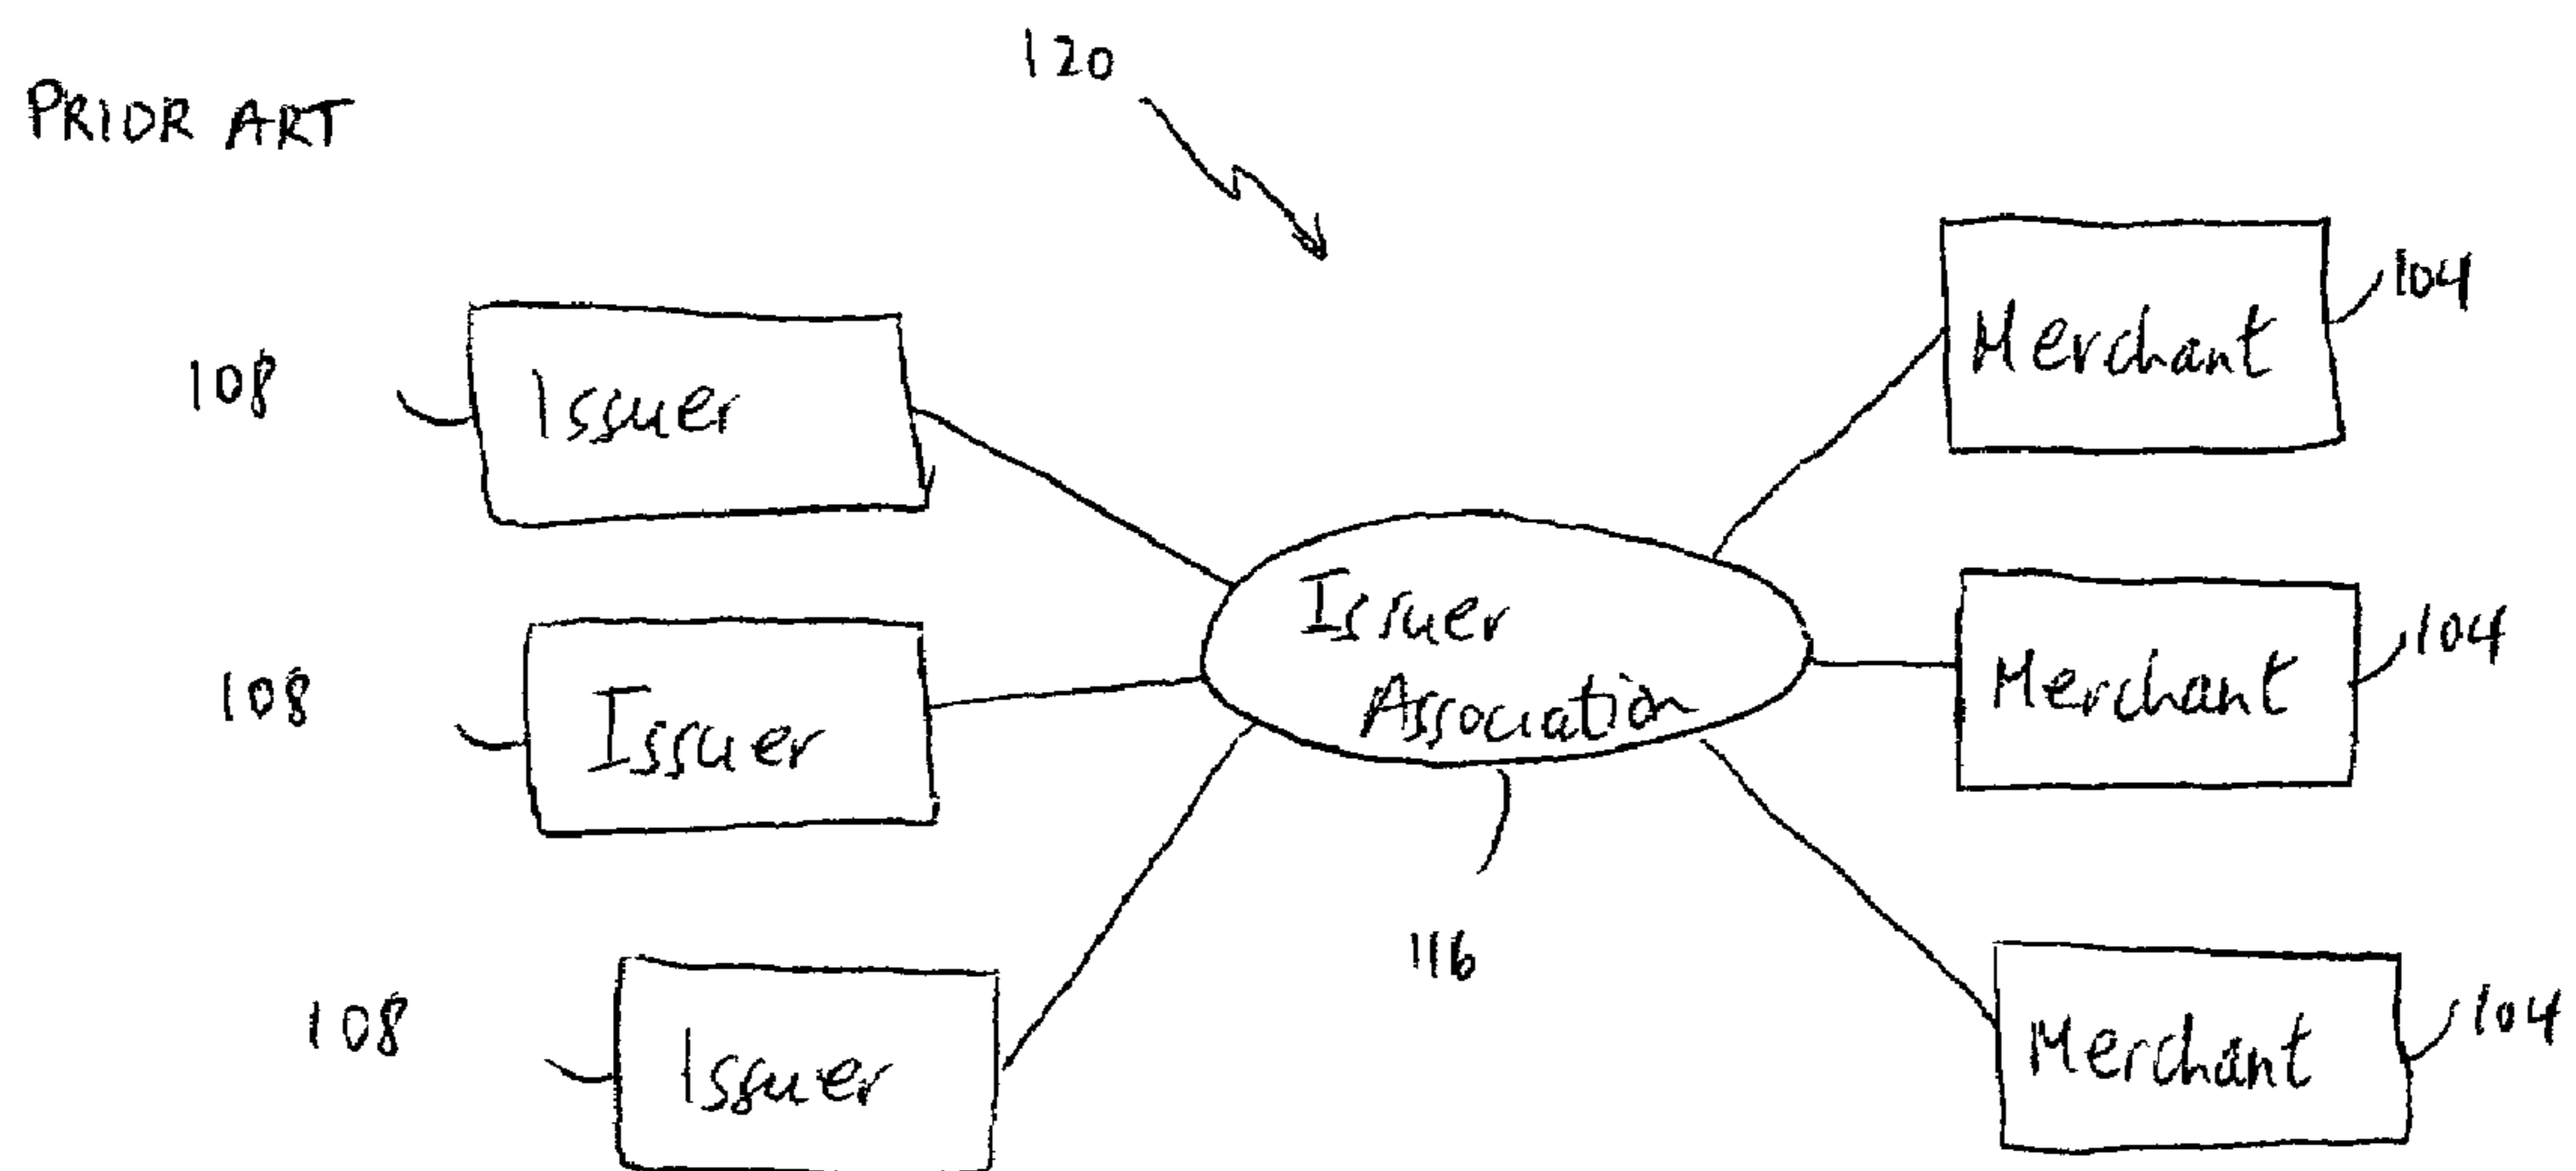 120
PRIOR ART
104
Merchant
108
Issuer
Issuer
Association
104
Merchant
108
Issuer
116
104
Merchant
108
Issuer